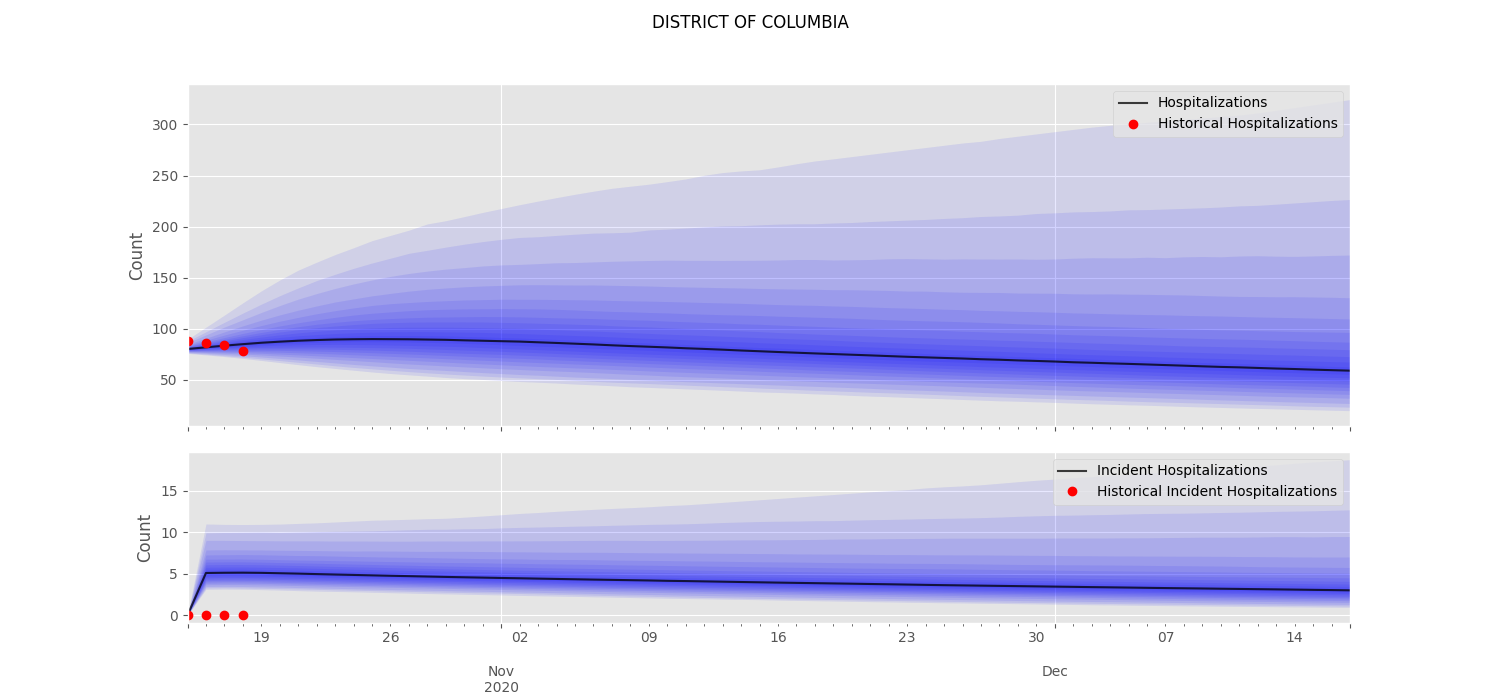 DISTRICT OF COLUMBIA
Hospitalizations
Historical Hospitalizations
300
250
200
150
100
50
Count
Incident Hospitalizations
Historical Incident Hospitalizations
15
10
5
0
Count
19 26 02 09 16 23 30 07 14
Nov Dec
2020